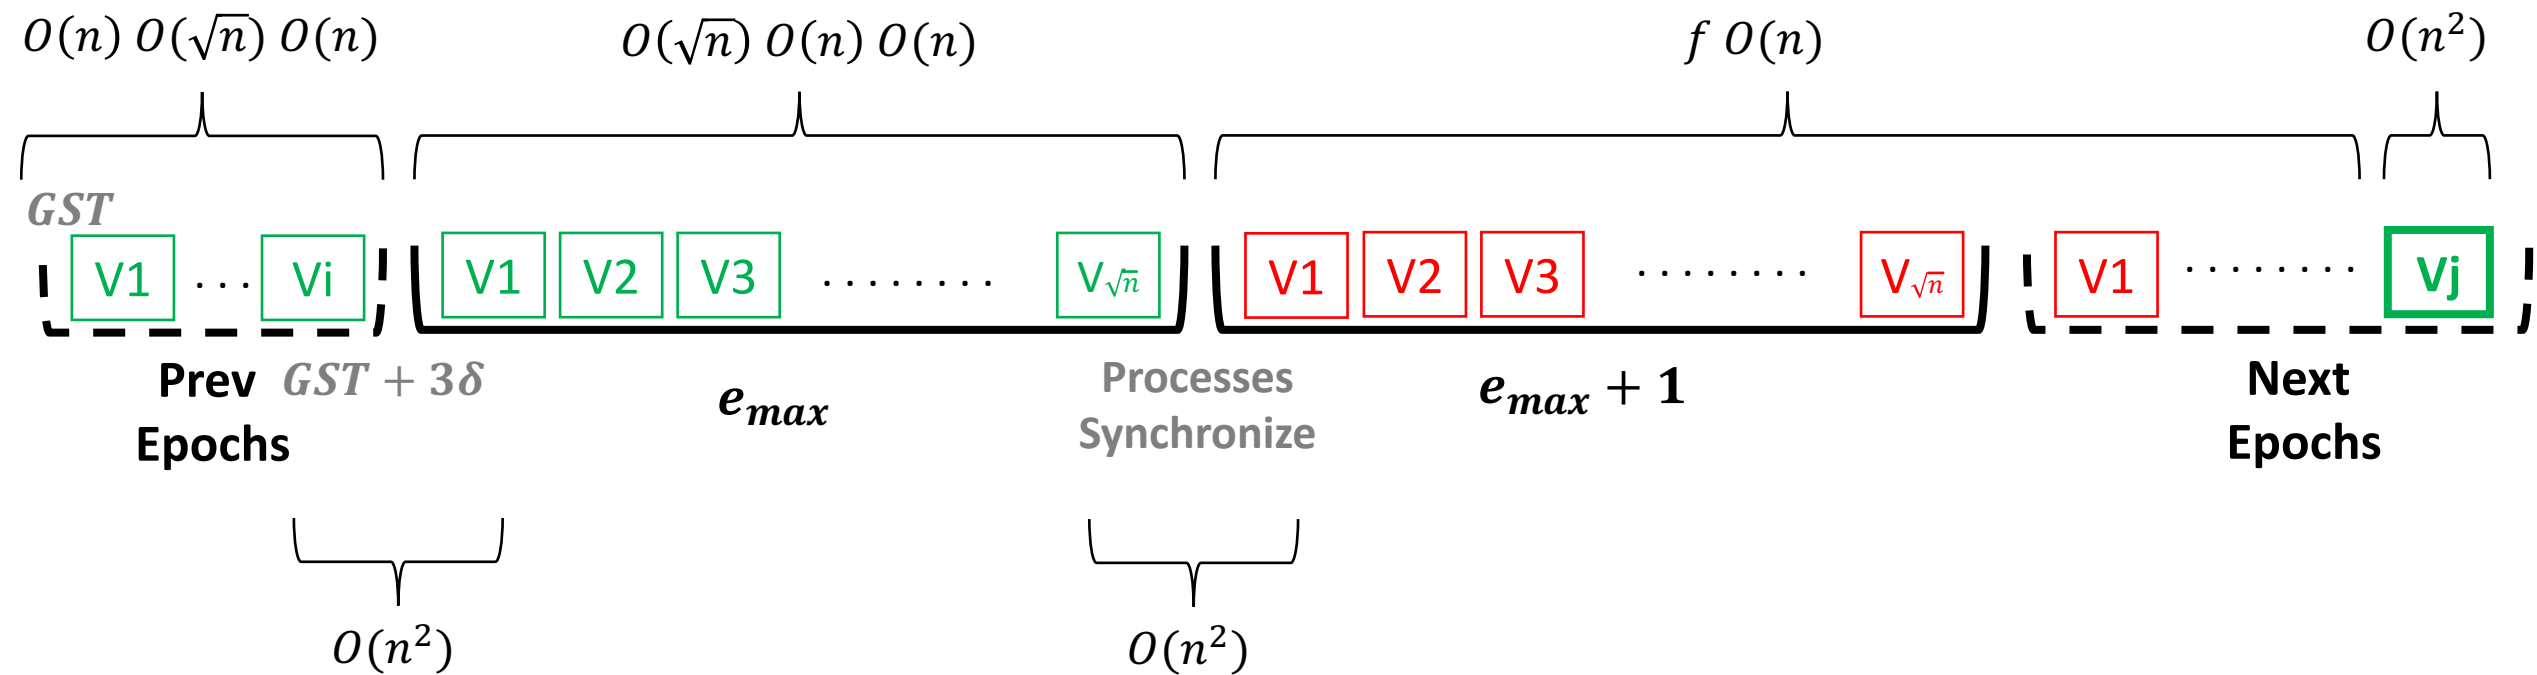 O(n) O(√n) O(n)
O(√n) O(n) O(n)
f O(n)
O(n²)
GST
V1 ... Vi
V1 V2 V3 ........ V√n
V1 V2 V3 ........ V√n
V1 ........ Vj
Prev
Epochs
GST + 3δ
e_max
Processes
Synchronize
e_max + 1
Next
Epochs
O(n²)
O(n²)